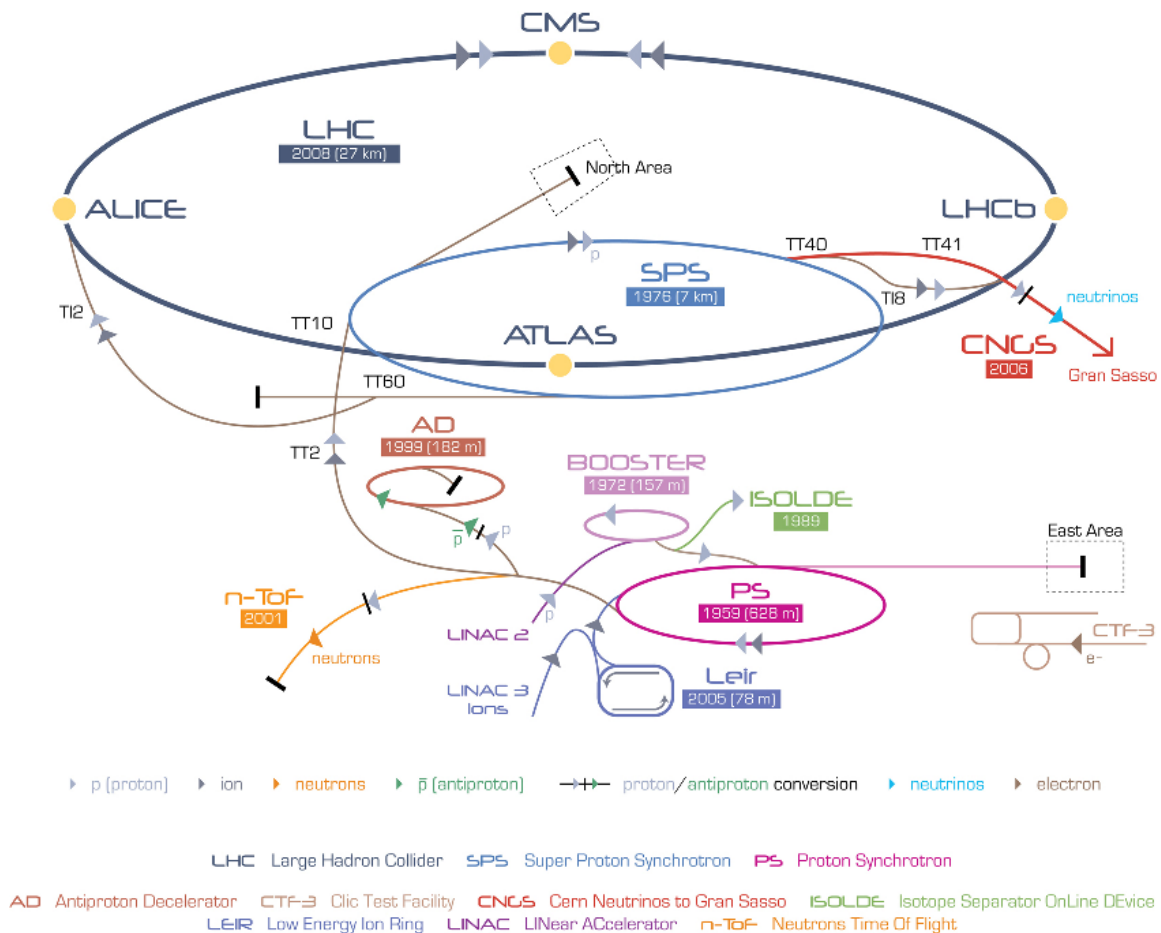 CMS
LHC
2008 (27 km)
North Area
ALICE
LHCb
TT40
TT41
p
SPS
1976 (7 km)
TI8
neutrinos
TI2
TT10
ATLAS
CNGS
2006
Gran Sasso
TT60
AD
1999 (182 m)
TT2
BOOSTER
1972 (157 m)
ISOLDE
1989
p̅
p
East Area
n-ToF
2001
PS
1959 (628 m)
p
LINAC 2
neutrons
CTF-3
e-
LINAC 3
Ions
Leir
2005 (78 m)
p (proton) ion neutrons p̅ (antiproton) proton/antiproton conversion neutrinos electron
LHC Large Hadron Collider SPS Super Proton Synchrotron PS Proton Synchrotron
AD Antiproton Decelerator CTF-3 Clic Test Facility CNGS Cern Neutrinos to Gran Sasso ISOLDE Isotope Separator OnLine DEvice
LEIR Low Energy Ion Ring LINAC LINear ACcelerator n-ToF Neutrons Time Of Flight